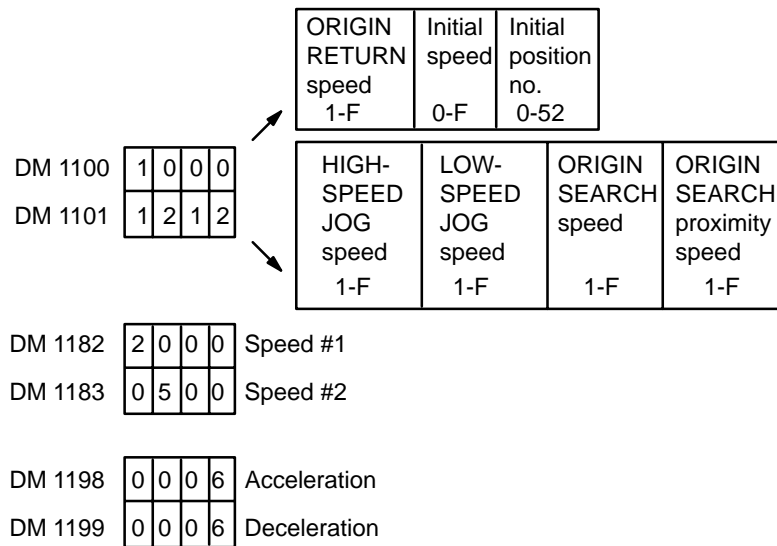 ORIGIN RETURN speed 1-F
Initial speed 0-F
Initial position no. 0-52
DM 1100 1 0 0 0
DM 1101 1 2 1 2
HIGH-SPEED JOG speed 1-F
LOW-SPEED JOG speed 1-F
ORIGIN SEARCH speed 1-F
ORIGIN SEARCH proximity speed 1-F
DM 1182 2 0 0 0 Speed #1
DM 1183 0 5 0 0 Speed #2
DM 1198 0 0 0 6 Acceleration
DM 1199 0 0 0 6 Deceleration